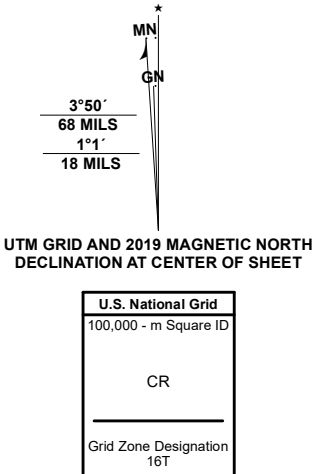 MN
GN
3°50´
68 MILS
1°1´
18 MILS
UTM GRID AND 2019 MAGNETIC NORTH
DECLINATION AT CENTER OF SHEET
U.S. National Grid
100,000 - m Square ID
CR
Grid Zone Designation
16T